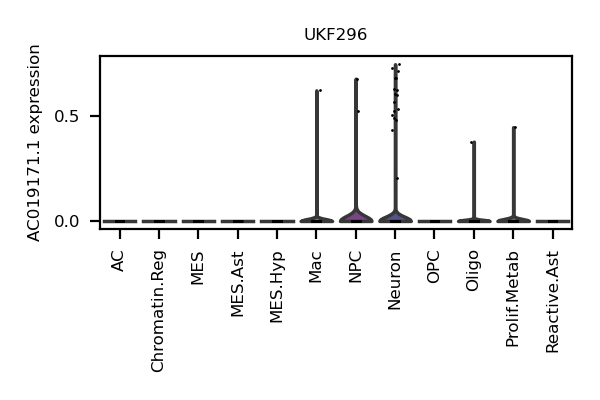 UKF296
AC019171.1 expression
0.5
0.0
AC
Chromatin.Reg
MES
MES.Ast
MES.Hyp
Mac
NPC
Neuron
OPC
Oligo
Prolif.Metab
Reactive.Ast